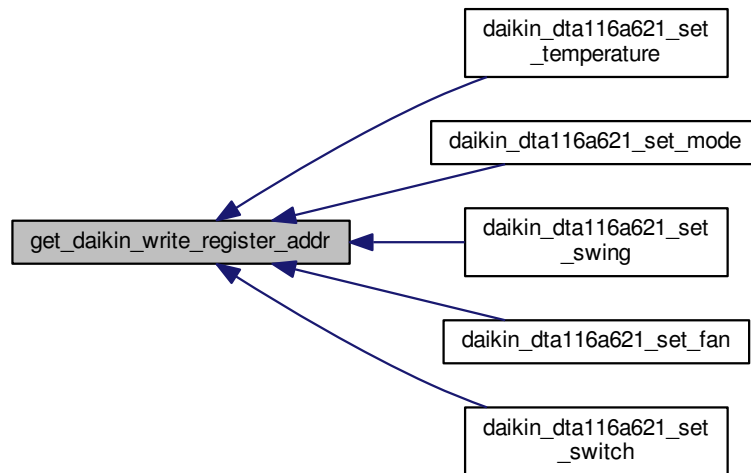 daikin_dta116a621_set
_temperature
daikin_dta116a621_set_mode
get_daikin_write_register_addr
daikin_dta116a621_set
_swing
daikin_dta116a621_set_fan
daikin_dta116a621_set
_switch